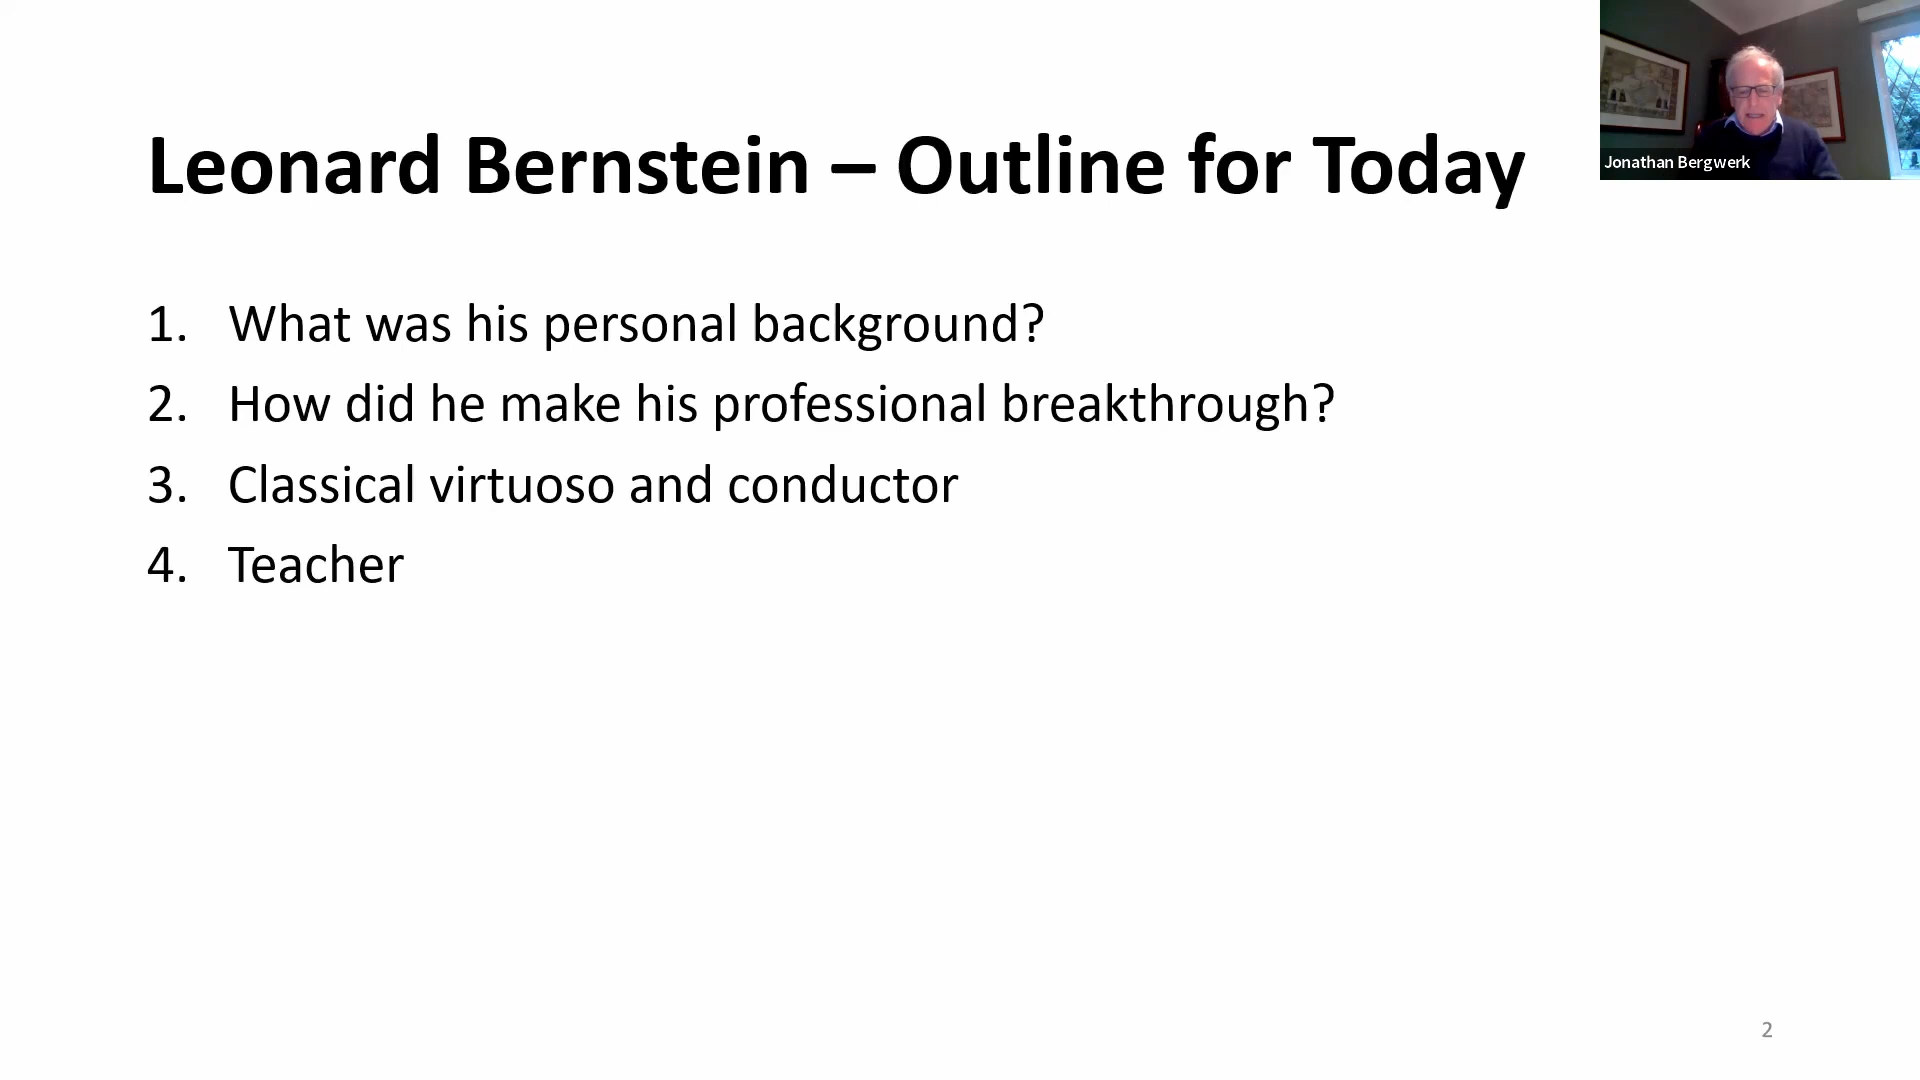 Leonard Bernstein – Outline for Today
Jonathan Bergwerk
1. What was his personal background?
2. How did he make his professional breakthrough?
3. Classical virtuoso and conductor
4. Teacher
2